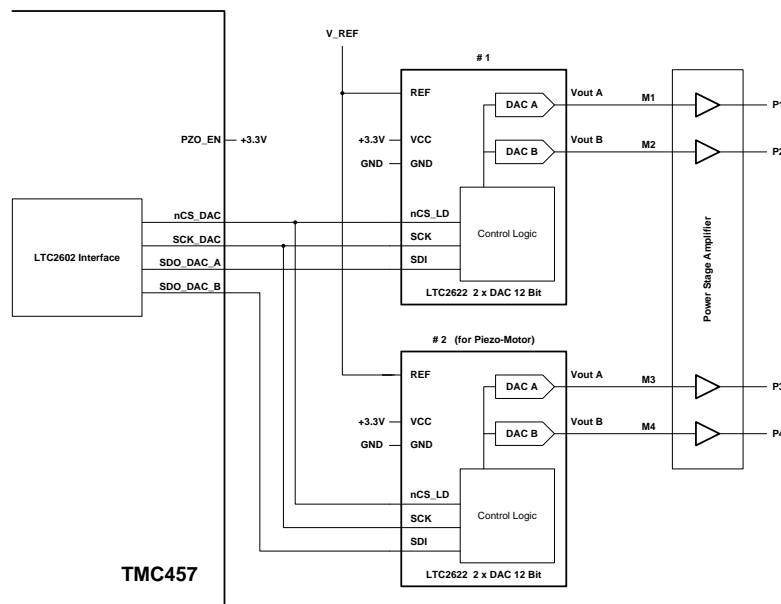 V_REF
# 1
REF
DAC A
Vout A
M1
P1
PZO_EN
+3.3V
+3.3V
VCC
DAC B
Vout B
M2
P2
GND
GND
LTC2602 Interface
nCS_DAC
nCS_LD
SCK_DAC
SCK
Control Logic
SDO_DAC_A
SDI
SDO_DAC_B
LTC2622 2 x DAC 12 Bit
Power Stage Amplifier
# 2 (for Piezo-Motor)
REF
DAC A
Vout A
M3
P3
+3.3V
VCC
DAC B
Vout B
M4
P4
GND
GND
nCS_LD
SCK
Control Logic
SDI
LTC2622 2 x DAC 12 Bit
TMC457